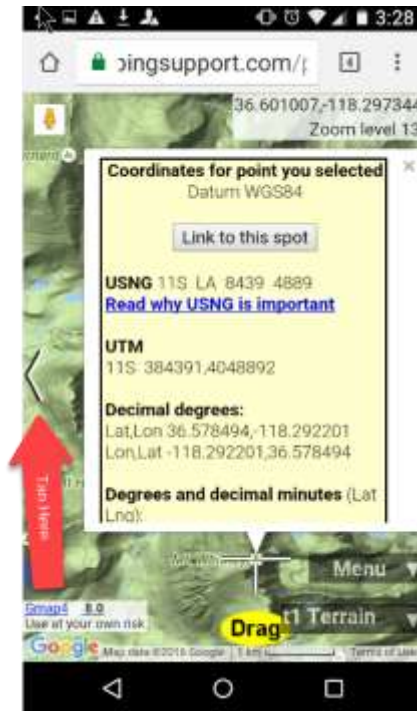 3:28
pingsupport.com/p
4
36.601007,-118.297344
Zoom level 13
Coordinates for point you selected
Datum WGS84
Link to this spot
USNG 11S LA 8439 4889
Read why USNG is important
UTM
11S 384391,4048892
Decimal degrees:
Lat,Lon 36.578494,-118.292201
Lon,Lat -118.292201,36.578494
Degrees and decimal minutes (Lat
Lng):
Tap Here
Menu
Gmap4 8.0
Use at your own risk
Drag
t1 Terrain
Google
Map data ©2016 Google
1 km
Terms of Use